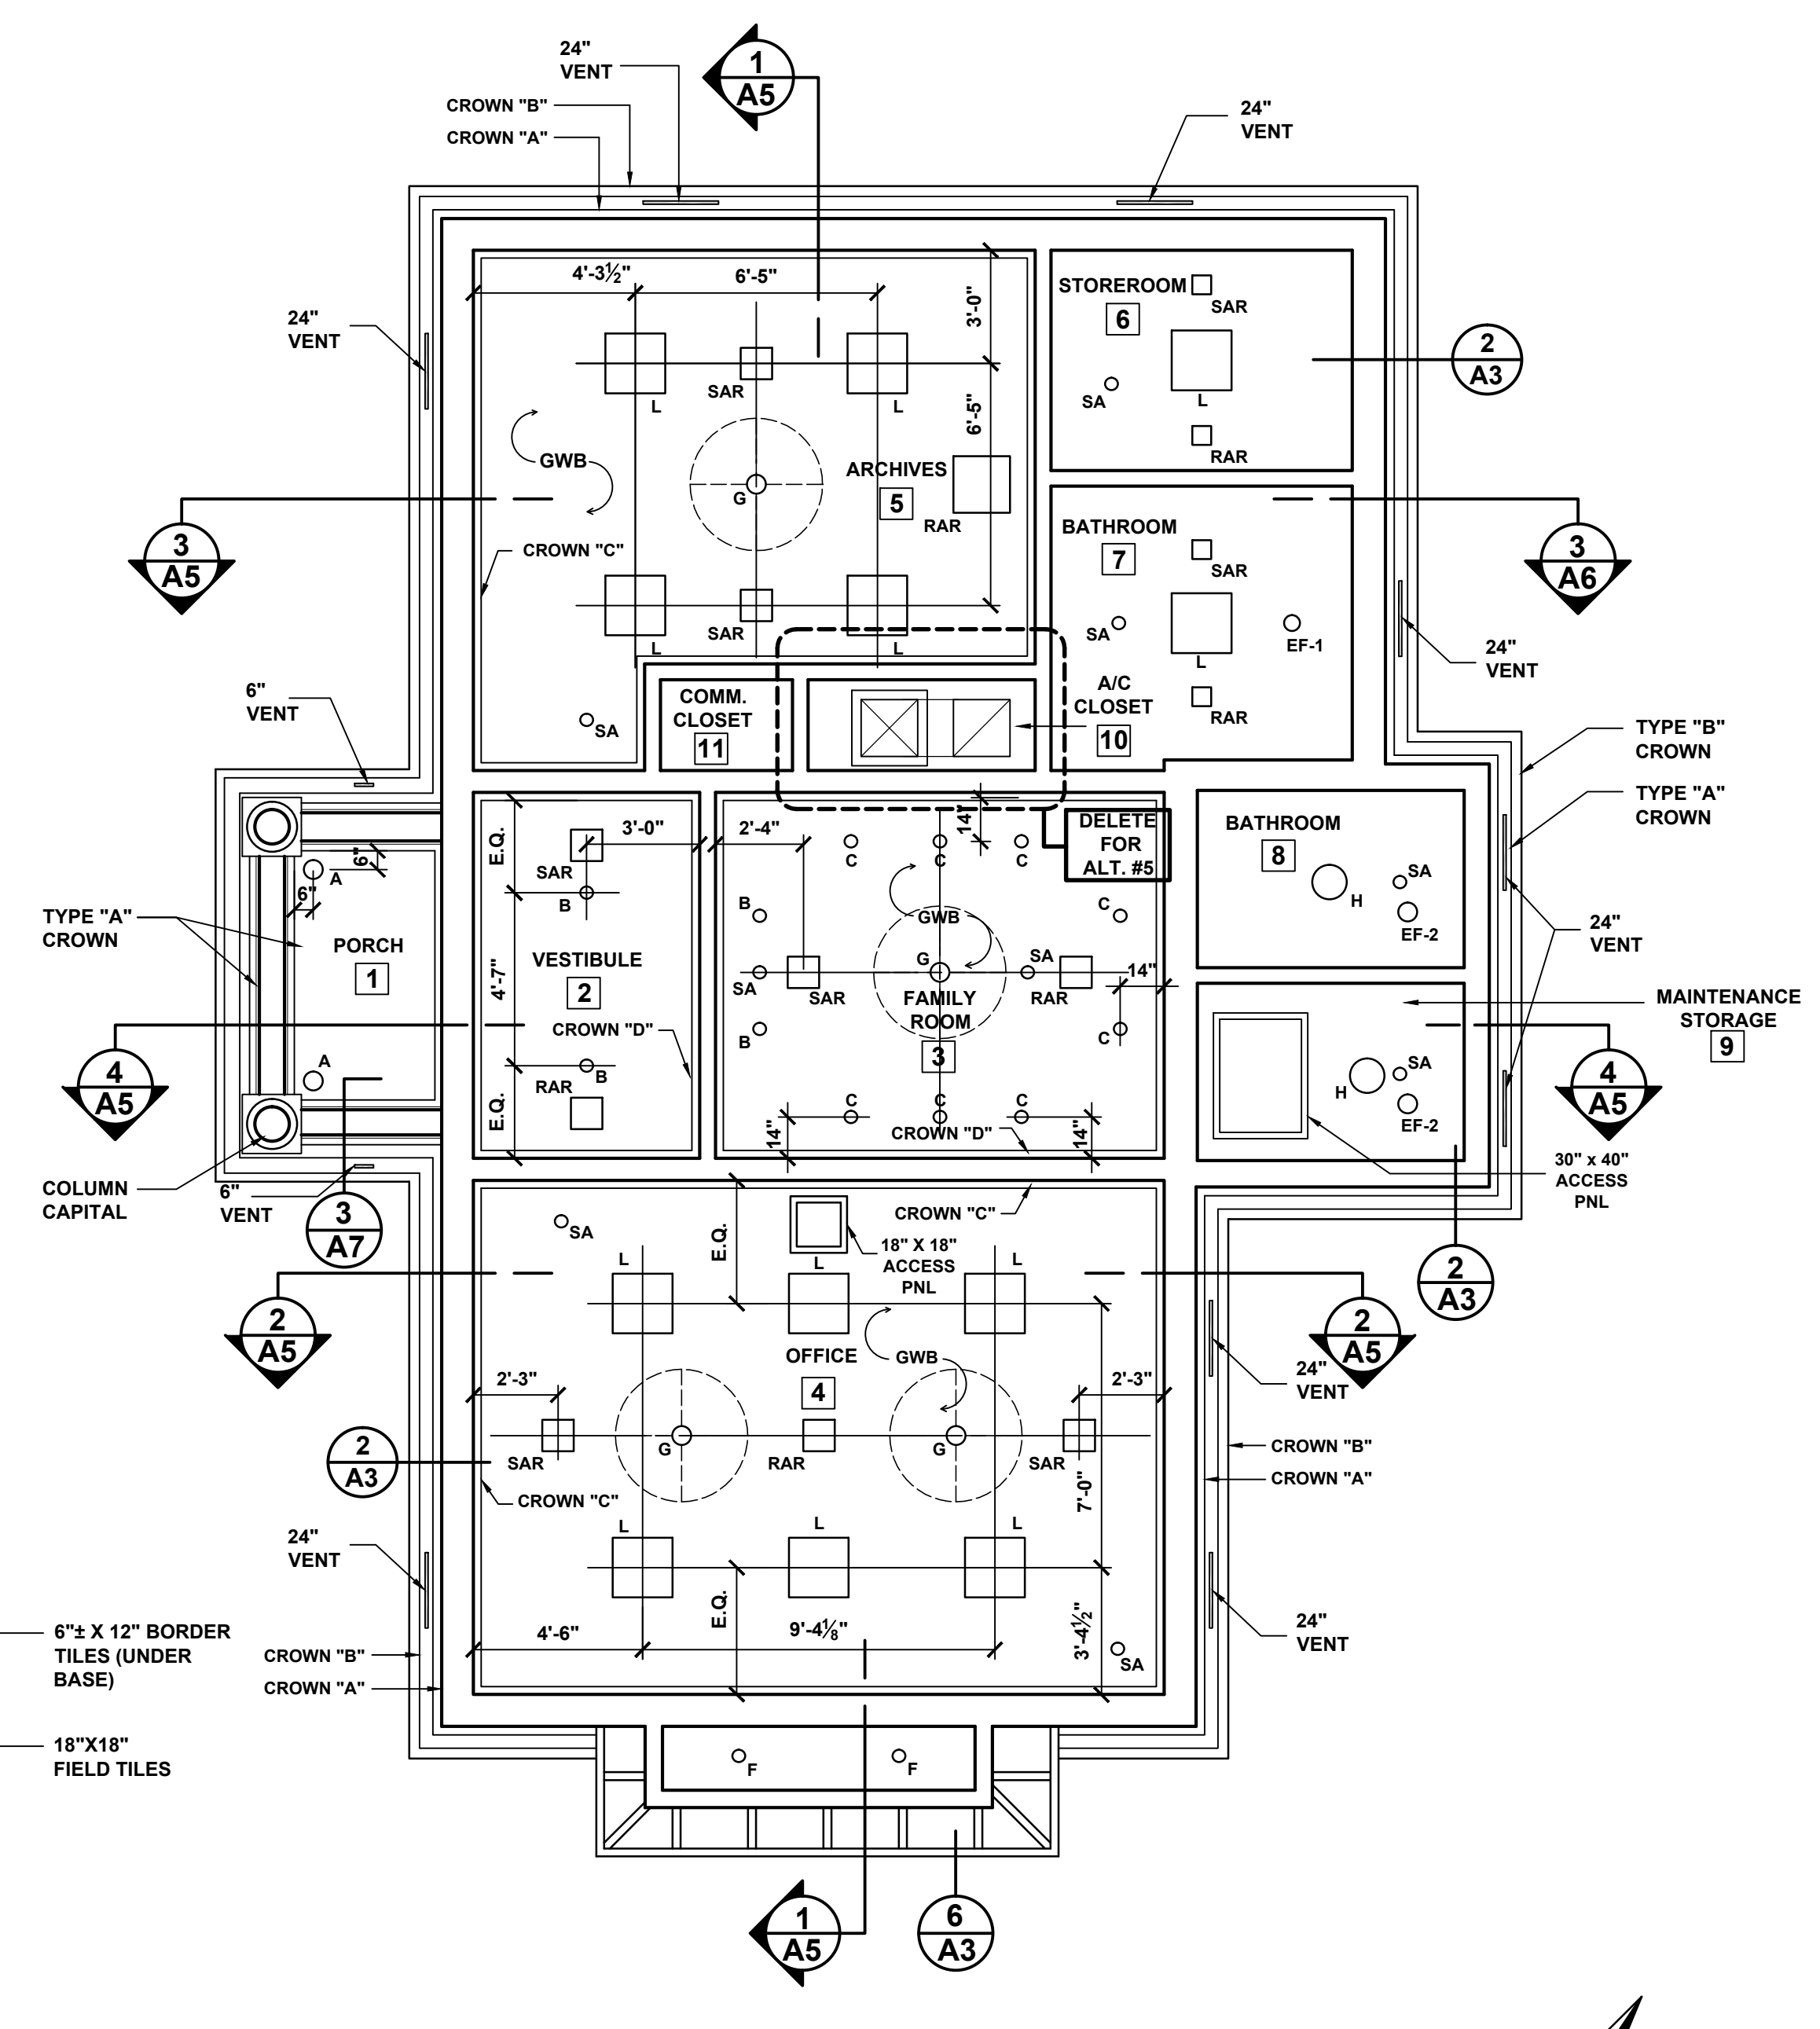 24"
VENT
1
A5
CROWN "B"
CROWN "A"
24"
VENT
4'-3½"
6'-5"
3'-0"
STOREROOM
6
SAR
24"
VENT
2
A3
SAR
L
L
SA
L
6'-5"
RAR
GWB
ARCHIVES
5
G
RAR
BATHROOM
7
3
A5
CROWN "C"
3
A6
SAR
SA
EF-1
SAR
L
L
L
24"
VENT
6"
VENT
COMM.
CLOSET
11
A/C
CLOSET
10
RAR
SA
TYPE "B"
CROWN
TYPE "A"
CROWN
E.Q.
3'-0"
2'-4"
14"
DELETE
FOR
ALT. #5
BATHROOM
8
6"
A
6"
SAR
B
C
C
C
SA
H
EF-2
B
C
GWB
TYPE "A"
CROWN
PORCH
1
4'-7"
VESTIBULE
2
G
SA
14"
24"
VENT
SA
SAR
FAMILY
ROOM
3
RAR
MAINTENANCE
STORAGE
9
CROWN "D"
B
C
4
A5
A
RAR
B
SA
H
EF-2
4
A5
E.Q.
C
C
C
14"
CROWN "D"
14"
30" x 40"
ACCESS
PNL
COLUMN
CAPITAL
6"
VENT
3
A7
SA
E.Q.
CROWN "C"
18" X 18"
ACCESS
PNL
L
L
L
2
A3
2
A5
2
A5
OFFICE
4
GWB
24"
VENT
2'-3"
2'-3"
2
A3
SAR
G
RAR
G
SAR
CROWN "B"
CROWN "A"
7'-0"
CROWN "C"
24"
VENT
L
L
L
E.Q.
3'-4½"
6"± X 12" BORDER
TILES (UNDER
BASE)
4'-6"
9'-4⅛"
24"
VENT
CROWN "B"
CROWN "A"
SA
18"X18"
FIELD TILES
F
F
1
A5
6
A3